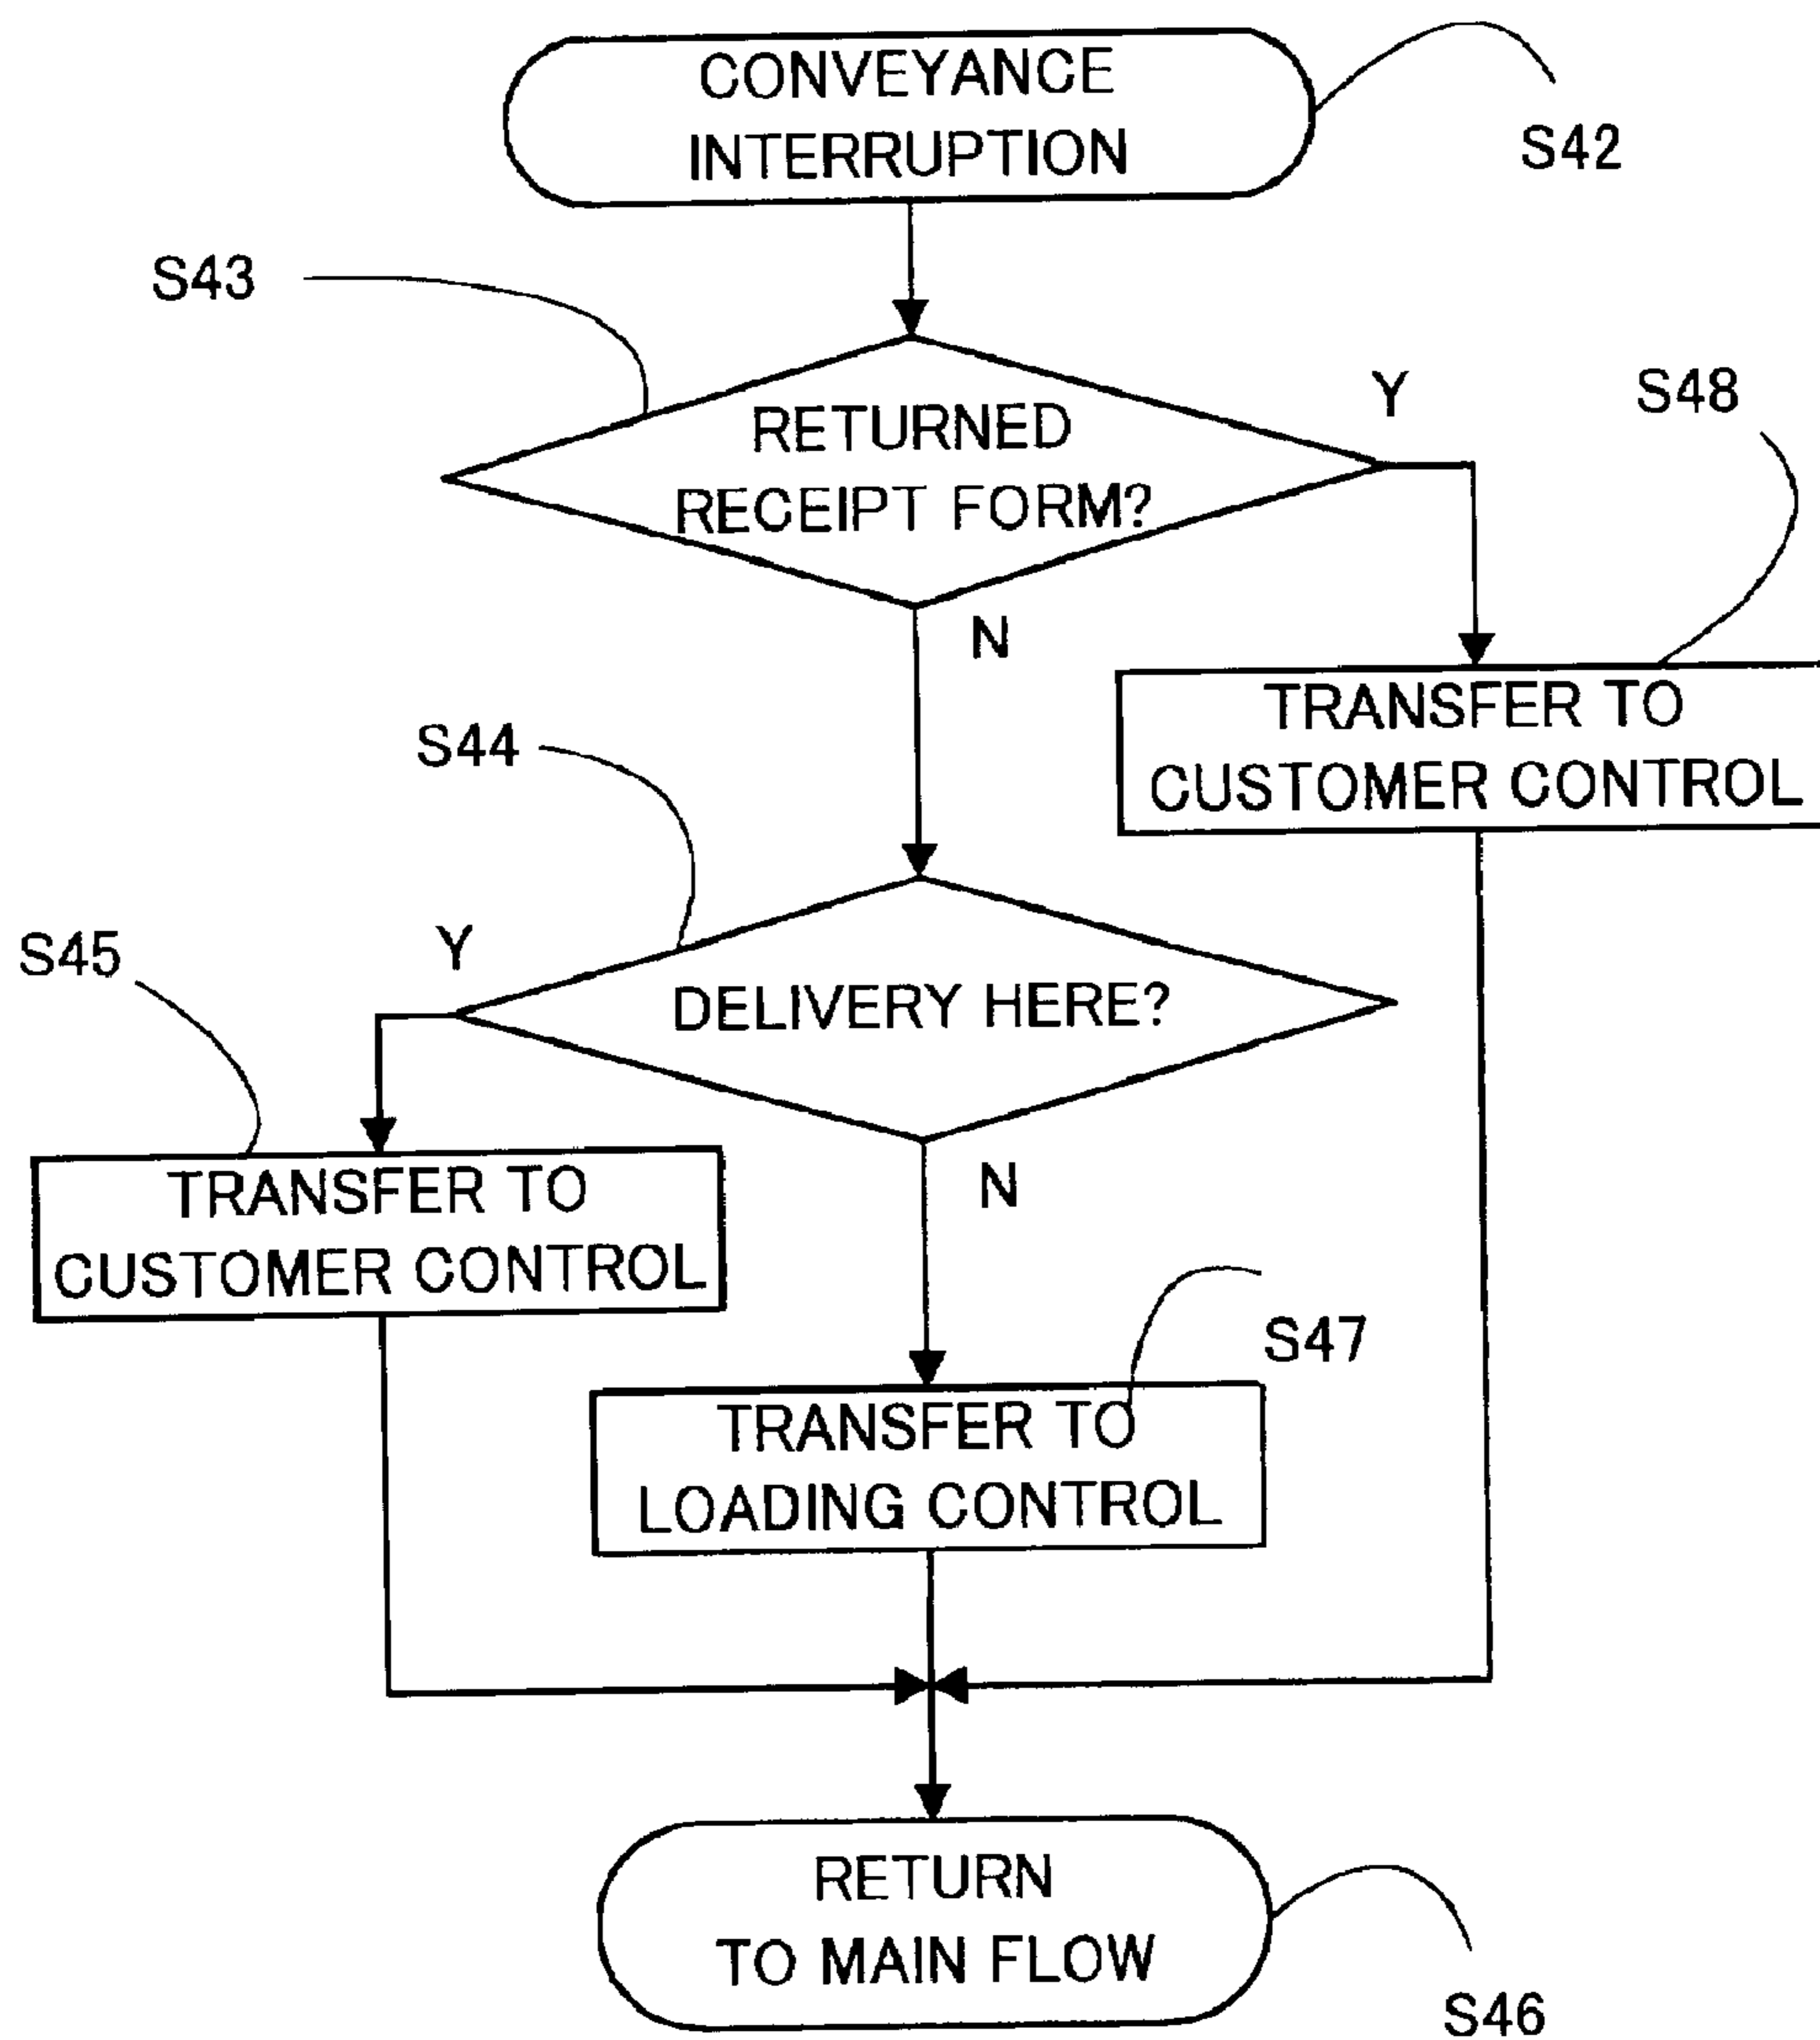 CONVEYANCE
INTERRUPTION
S42
S43
RETURNED
RECEIPT FORM?
Y
S48
N
TRANSFER TO
CUSTOMER CONTROL
S44
Y
S45
DELIVERY HERE?
TRANSFER TO
CUSTOMER CONTROL
N
S47
TRANSFER TO
LOADING CONTROL
RETURN
TO MAIN FLOW
S46